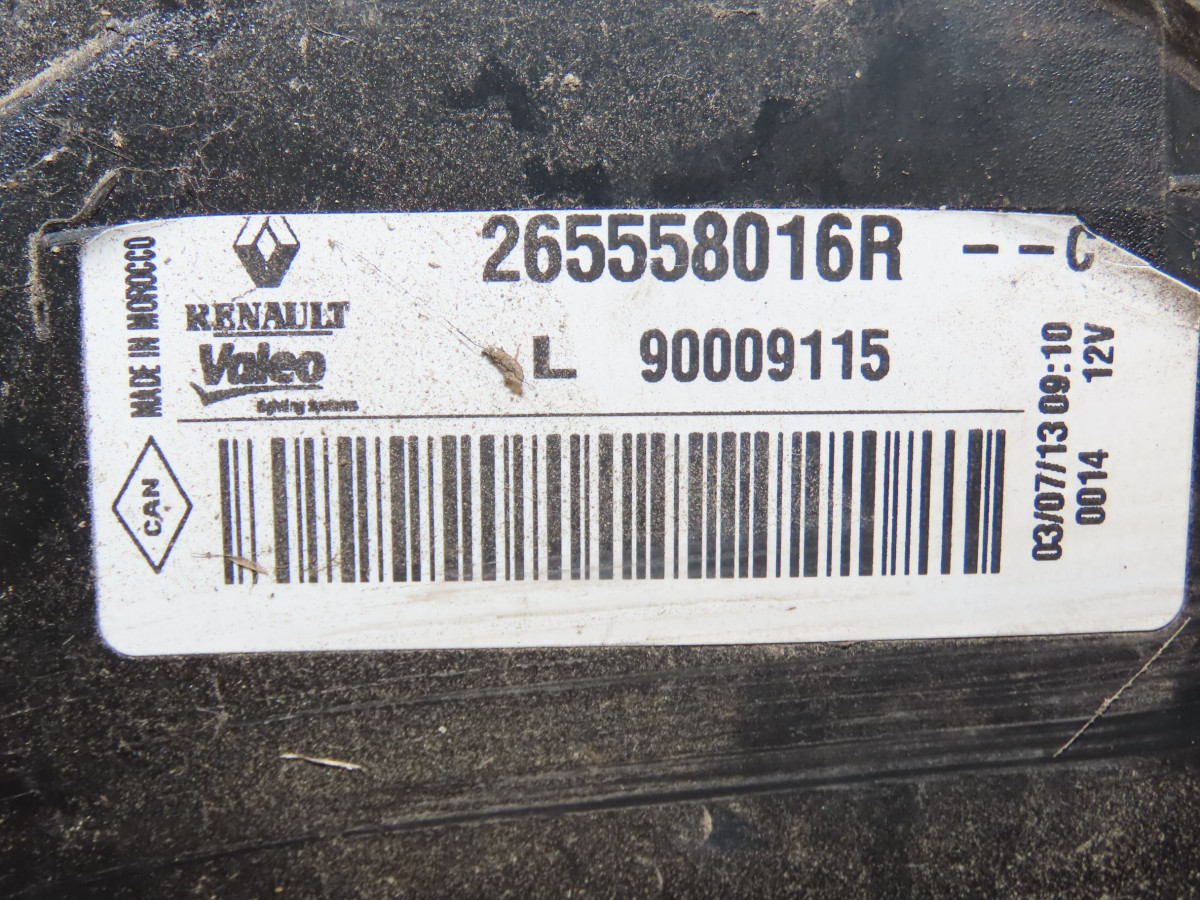 MADE IN MOROCCO
RENAULT
Valeo
lighting systems
265558016R --C
L 90009115
CAN
03/07/13 09:10
0014 12V